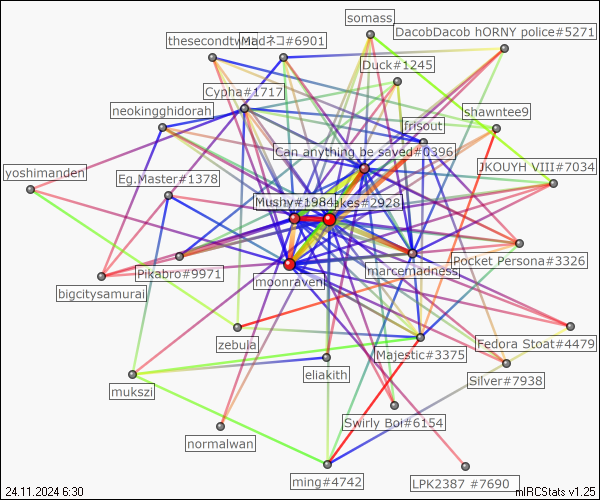 somass
DacobDacob hORNY police#5271
thesecondtw
Madネコ#6901
Duck#1245
Cypha#1717
neokingghidorah
shawntee9
frisout
Can anything be saved#0396
yoshimanden
Eg.Master#1378
JKOUYH VIII#7034
Mushy#1984
akes#2928
Pocket Persona#3326
Pikabro#9971
marcemadness
moonraven
bigcitysamurai
zebula
Majestic#3375
Fedora Stoat#4479
eliakith
Silver#7938
mukszi
Swirly Boi#6154
normalwan
ming#4742
LPK2387 #7690
24.11.2024 6:30
mIRCStats v1.25